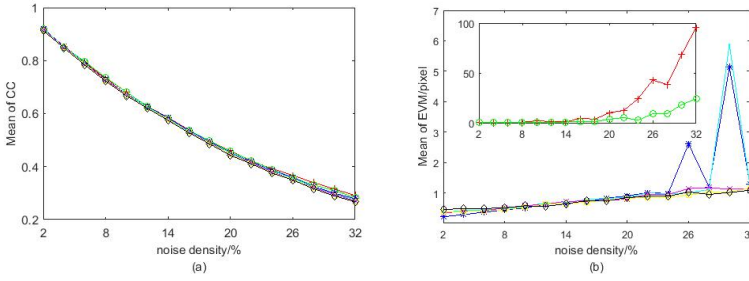 1
0.8
0.6
0.4
0.2
Mean of CC
2 8 14 20 26 32
noise density/%
(a)
7
6
5
4
3
2
1
Mean of EVM/pixel
100
50
0
2 8 14 20 26 32
2 8 14 20 26
noise density/%
(b)